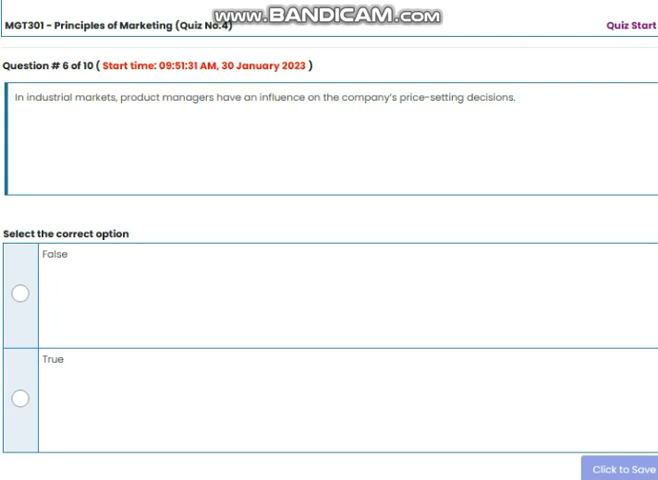 www.BANDICAM.com
MGT301 - Principles of Marketing (Quiz No.4)
Quiz Start
Question # 6 of 10 ( Start time: 09:51:31 AM, 30 January 2023 )
In industrial markets, product managers have an influence on the company's price-setting decisions.
Select the correct option
False
True
Click to Save